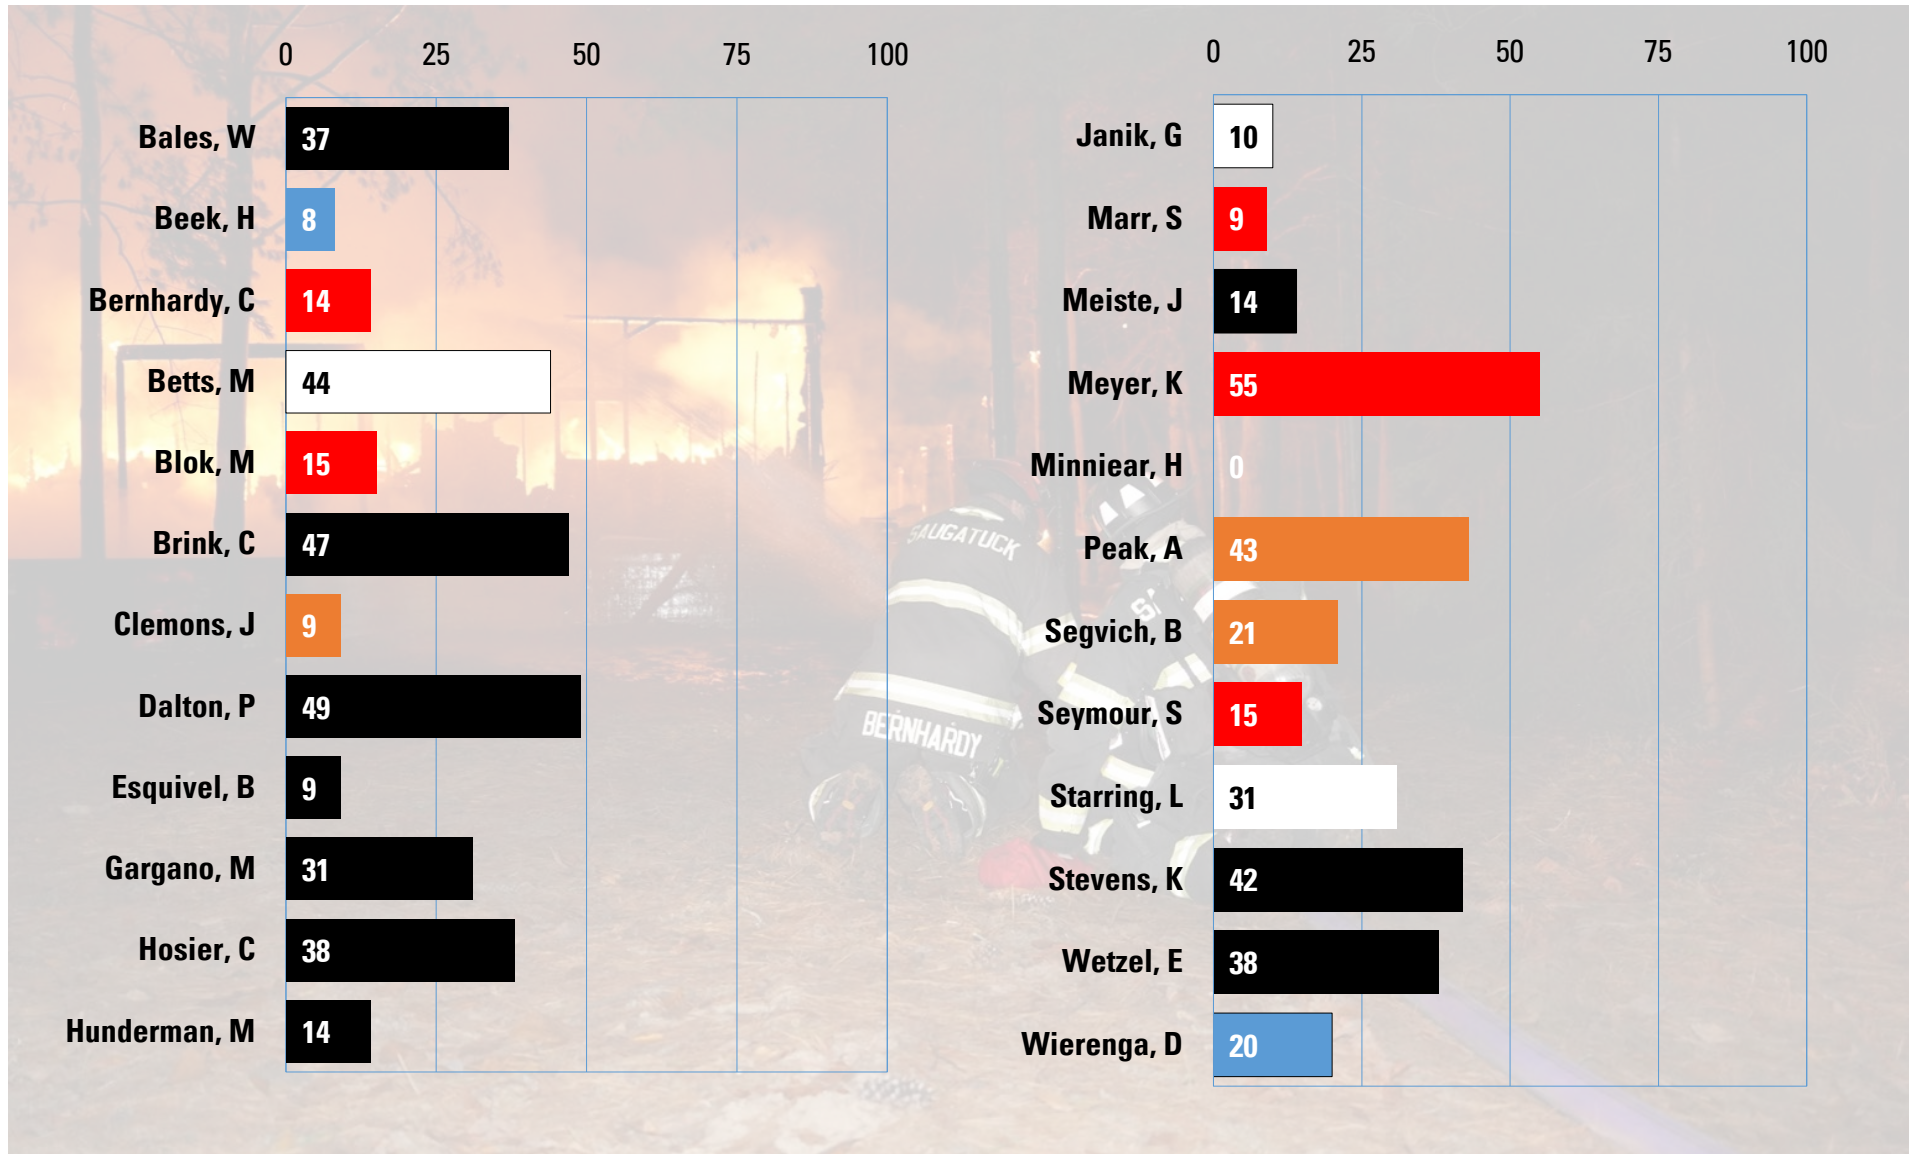 0 25 50 75 100
Bales, W 37
Beek, H 8
Bernhardy, C 14
Betts, M 44
Blok, M 15
Brink, C 47
Clemons, J 9
Dalton, P 49
Esquivel, B 9
Gargano, M 31
Hosier, C 38
Hunderman, M 14
0 25 50 75 100
Janik, G 10
Marr, S 9
Meiste, J 14
Meyer, K 55
Minniear, H 0
Peak, A 43
Segvich, B 21
Seymour, S 15
Starring, L 31
Stevens, K 42
Wetzel, E 38
Wierenga, D 20
SAUGATUCK
BERNHARDY